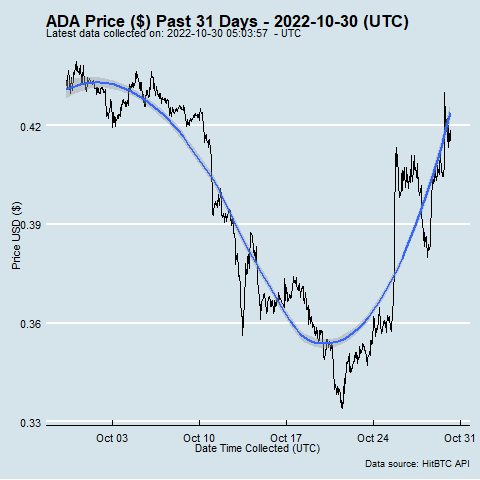 ADA Price ($) Past 31 Days - 2022-10-30 (UTC)
Latest data collected on: 2022-10-30 05:03:57 - UTC
0.42
0.39
0.36
0.33
Price USD ($)
Oct 03
Oct 10
Oct 17
Oct 24
Oct 31
Date Time Collected (UTC)
Data source: HitBTC API